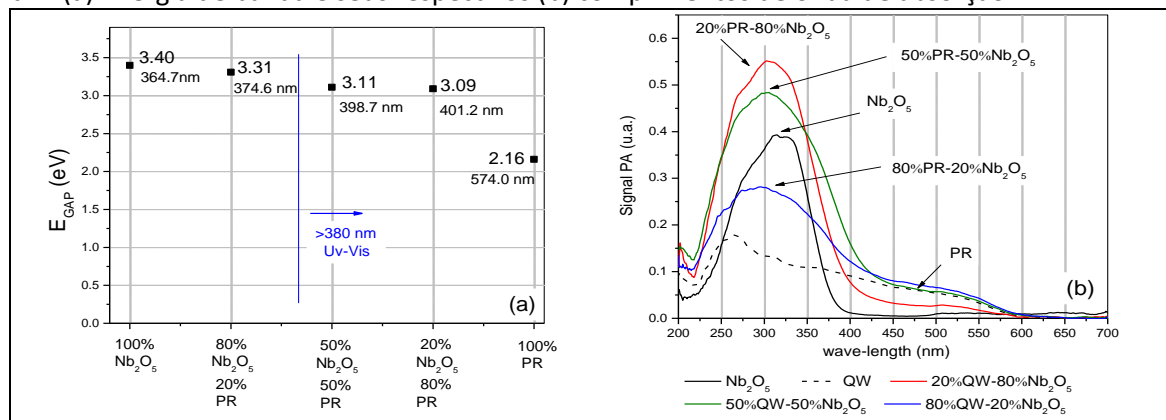 3.5
3.0
2.5
2.0
1.5
1.0
0.5
0.0
E_GAP (eV)
3.40
364.7nm
3.31
374.6 nm
3.11
398.7 nm
3.09
401.2 nm
2.16
574.0 nm
>380 nm
Uv-Vis
(a)
100%
Nb₂O₅
80%
Nb₂O₅
20%
PR
50%
Nb₂O₅
50%
PR
20%
Nb₂O₅
80%
PR
100%
PR
0.6
0.5
0.4
0.3
0.2
0.1
0.0
Signal PA (u.a.)
20%PR-80%Nb₂O₅
50%PR-50%Nb₂O₅
Nb₂O₅
80%PR-20%Nb₂O₅
PR
(b)
200 250 300 350 400 450 500 550 600 650 700
wave-length (nm)
Nb₂O₅ QW 20%QW-80%Nb₂O₅
50%QW-50%Nb₂O₅ 80%QW-20%Nb₂O₅